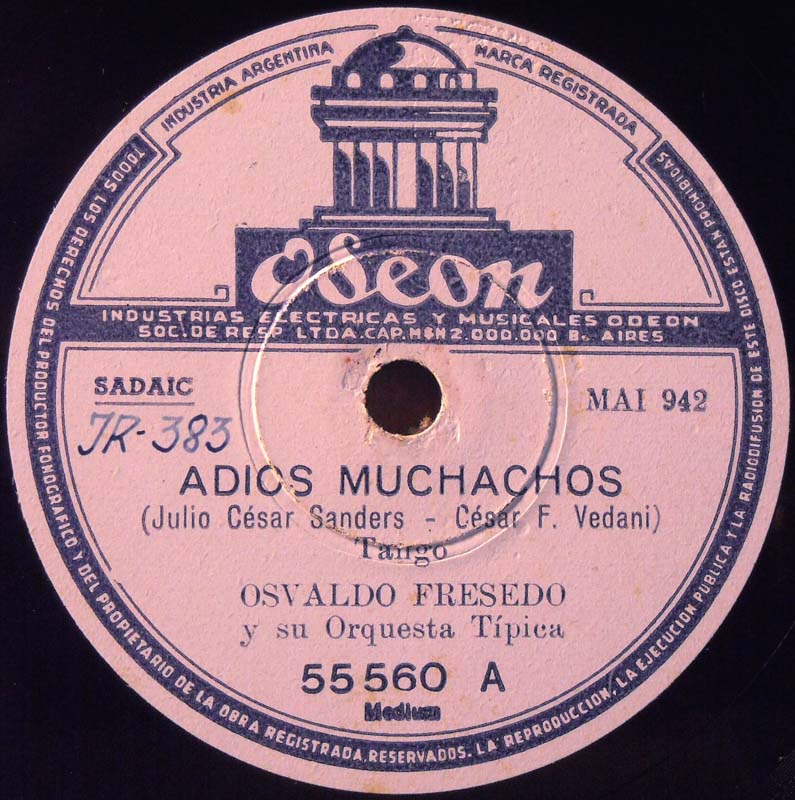 INDUSTRIA ARGENTINA
MARCA REGISTRADA
Odeon
INDUSTRIAS ELECTRICAS Y MUSICALES ODEON
SOC. DE RESP. LTDA. CAP. M$N 2.000.000 B. AIRES
SADAIC
MAI 942
JR-383
ADIOS MUCHACHOS
(Julio César Sanders - César F. Vedani)
Tango
OSVALDO FRESEDO
y su Orquesta Típica
55560 A
Medium
TODOS LOS DERECHOS DEL PRODUCTOR FONOGRAFICO Y DEL PROPIETARIO DE LA OBRA REGISTRADA, RESERVADOS. LA REPRODUCCION, LA EJECUCION PUBLICA Y LA RADIODIFUSION DE ESTE DISCO ESTAN PROHIBIDAS